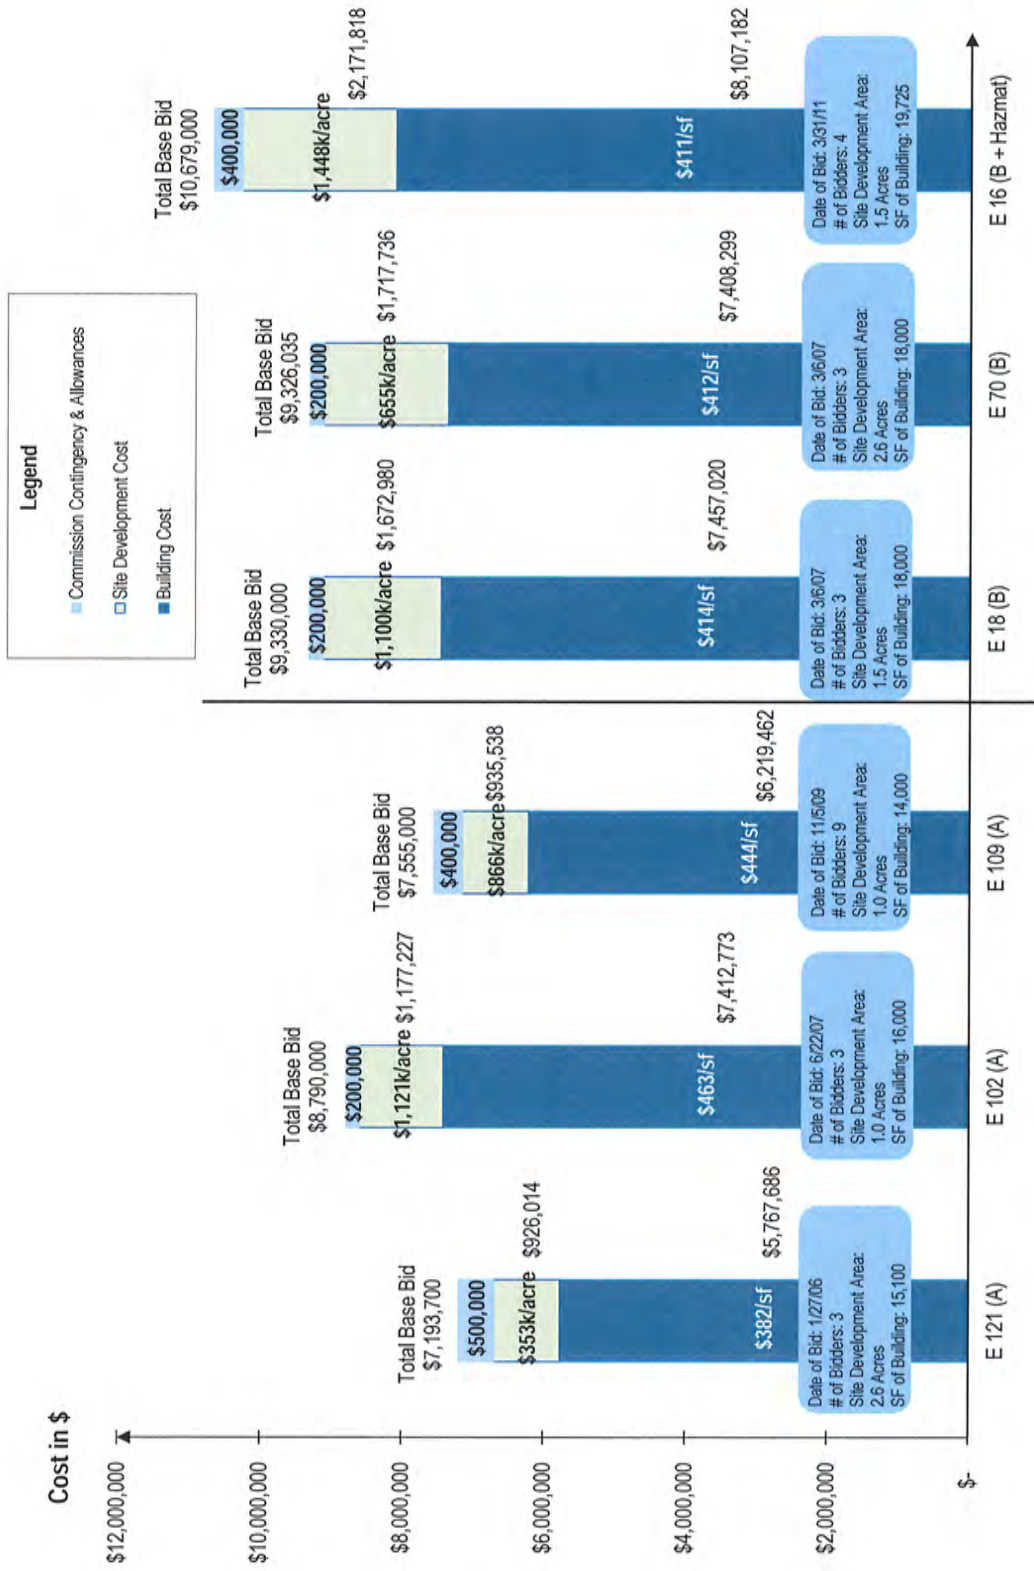 Cost in $
Legend
Commission Contingency & Allowances
Site Development Cost
Building Cost
$12,000,000
$10,000,000
$8,000,000
$6,000,000
$4,000,000
$2,000,000
$-
Total Base Bid
$7,193,700
$500,000
$353k/acre
$926,014
$382/sf
$5,767,686
Date of Bid: 1/27/06
# of Bidders: 3
Site Development Area:
2.6 Acres
SF of Building: 15,100
E 121 (A)
Total Base Bid
$8,790,000
$200,000
$1,121k/acre
$1,177,227
$463/sf
$7,412,773
Date of Bid: 6/22/07
# of Bidders: 3
Site Development Area:
1.0 Acres
SF of Building: 16,000
E 102 (A)
Total Base Bid
$7,555,000
$400,000
$866k/acre
$935,538
$444/sf
$6,219,462
Date of Bid: 11/5/09
# of Bidders: 9
Site Development Area:
1.0 Acres
SF of Building: 14,000
E 109 (A)
Total Base Bid
$9,330,000
$200,000
$1,100k/acre
$1,672,980
$414/sf
$7,457,020
Date of Bid: 3/6/07
# of Bidders: 3
Site Development Area:
1.5 Acres
SF of Building: 18,000
E 18 (B)
Total Base Bid
$9,326,035
$200,000
$655k/acre
$1,717,736
$412/sf
$7,408,299
Date of Bid: 3/6/07
# of Bidders: 3
Site Development Area:
2.6 Acres
SF of Building: 18,000
E 70 (B)
Total Base Bid
$10,679,000
$400,000
$1,448k/acre
$2,171,818
$411/sf
$8,107,182
Date of Bid: 3/31/11
# of Bidders: 4
Site Development Area:
1.5 Acres
SF of Building: 19,725
E 16 (B + Hazmat)